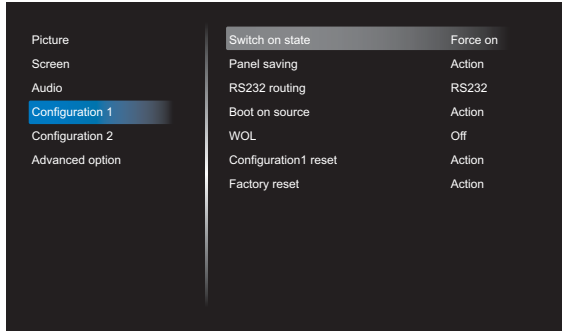 Picture
Screen
Audio
Configuration 1
Configuration 2
Advanced option
Switch on state Force on
Panel saving Action
RS232 routing RS232
Boot on source Action
WOL Off
Configuration1 reset Action
Factory reset Action